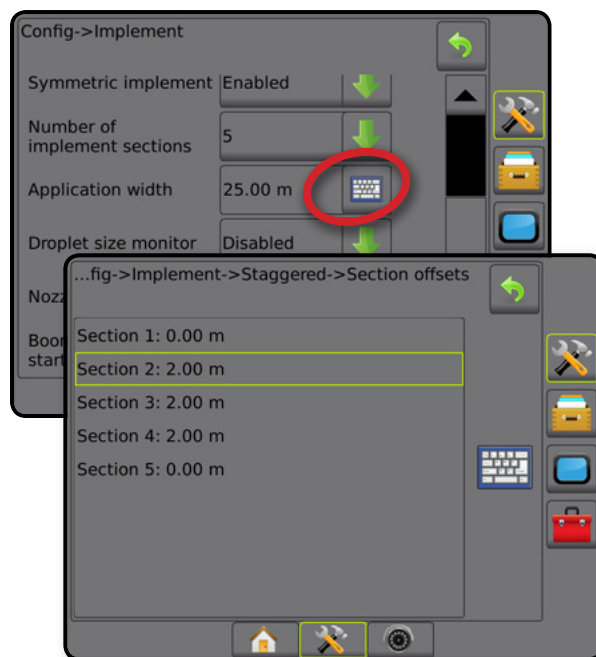 Config->Implement
Symmetric implement Enabled
Number of
implement sections 5
Application width 25.00 m
Droplet size monitor Disabled
Nozz
Boor
start
...fig->Implement->Staggered->Section offsets
Section 1: 0.00 m
Section 2: 2.00 m
Section 3: 2.00 m
Section 4: 2.00 m
Section 5: 0.00 m